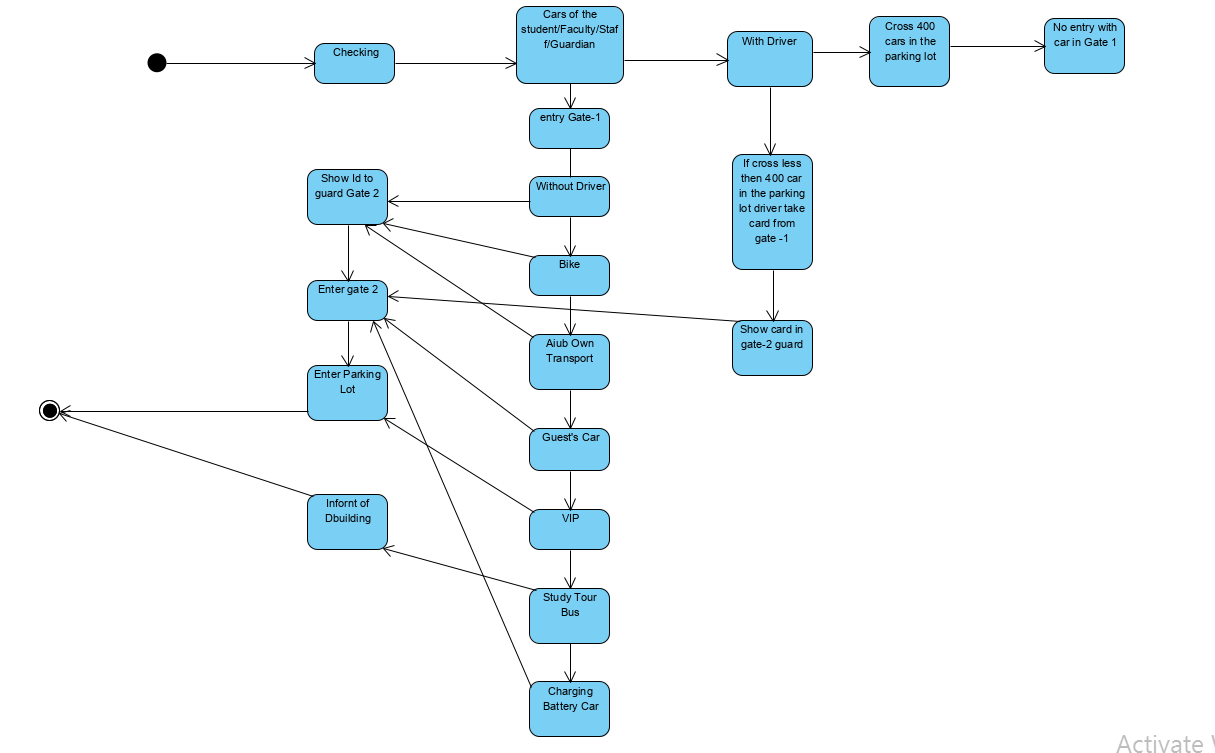 Cars of the
student/Faculty/Staf
f/Guardian
Checking
With Driver
Cross 400
cars in the
parking lot
No entry with
car in Gate 1
entry Gate-1
Without Driver
Show Id to
guard Gate 2
If cross less
then 400 car
in the parking
lot driver take
card from
gate -1
Bike
Enter gate 2
Show card in
gate-2 guard
Aiub Own
Transport
Enter Parking
Lot
Guest's Car
Infornt of
Dbuilding
VIP
Study Tour
Bus
Charging
Battery Car
Activate